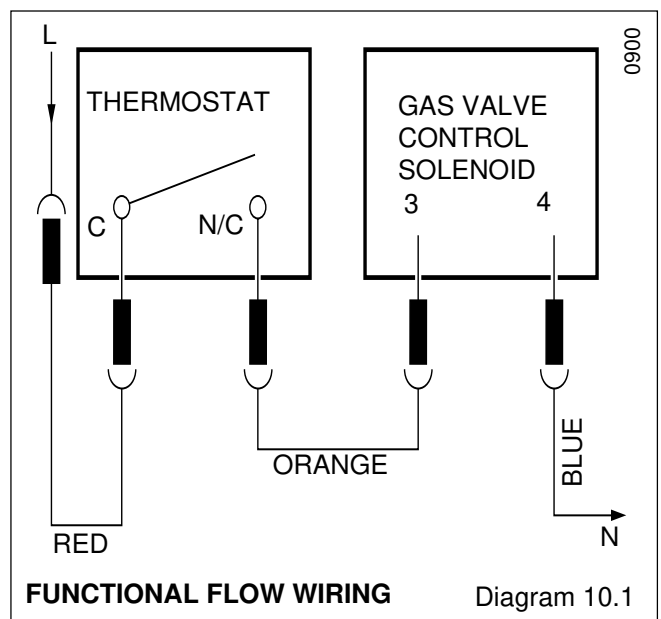 L
0900
THERMOSTAT
GAS VALVE
CONTROL
SOLENOID
3 4
C N/C
ORANGE
BLUE
N
RED
FUNCTIONAL FLOW WIRING Diagram 10.1